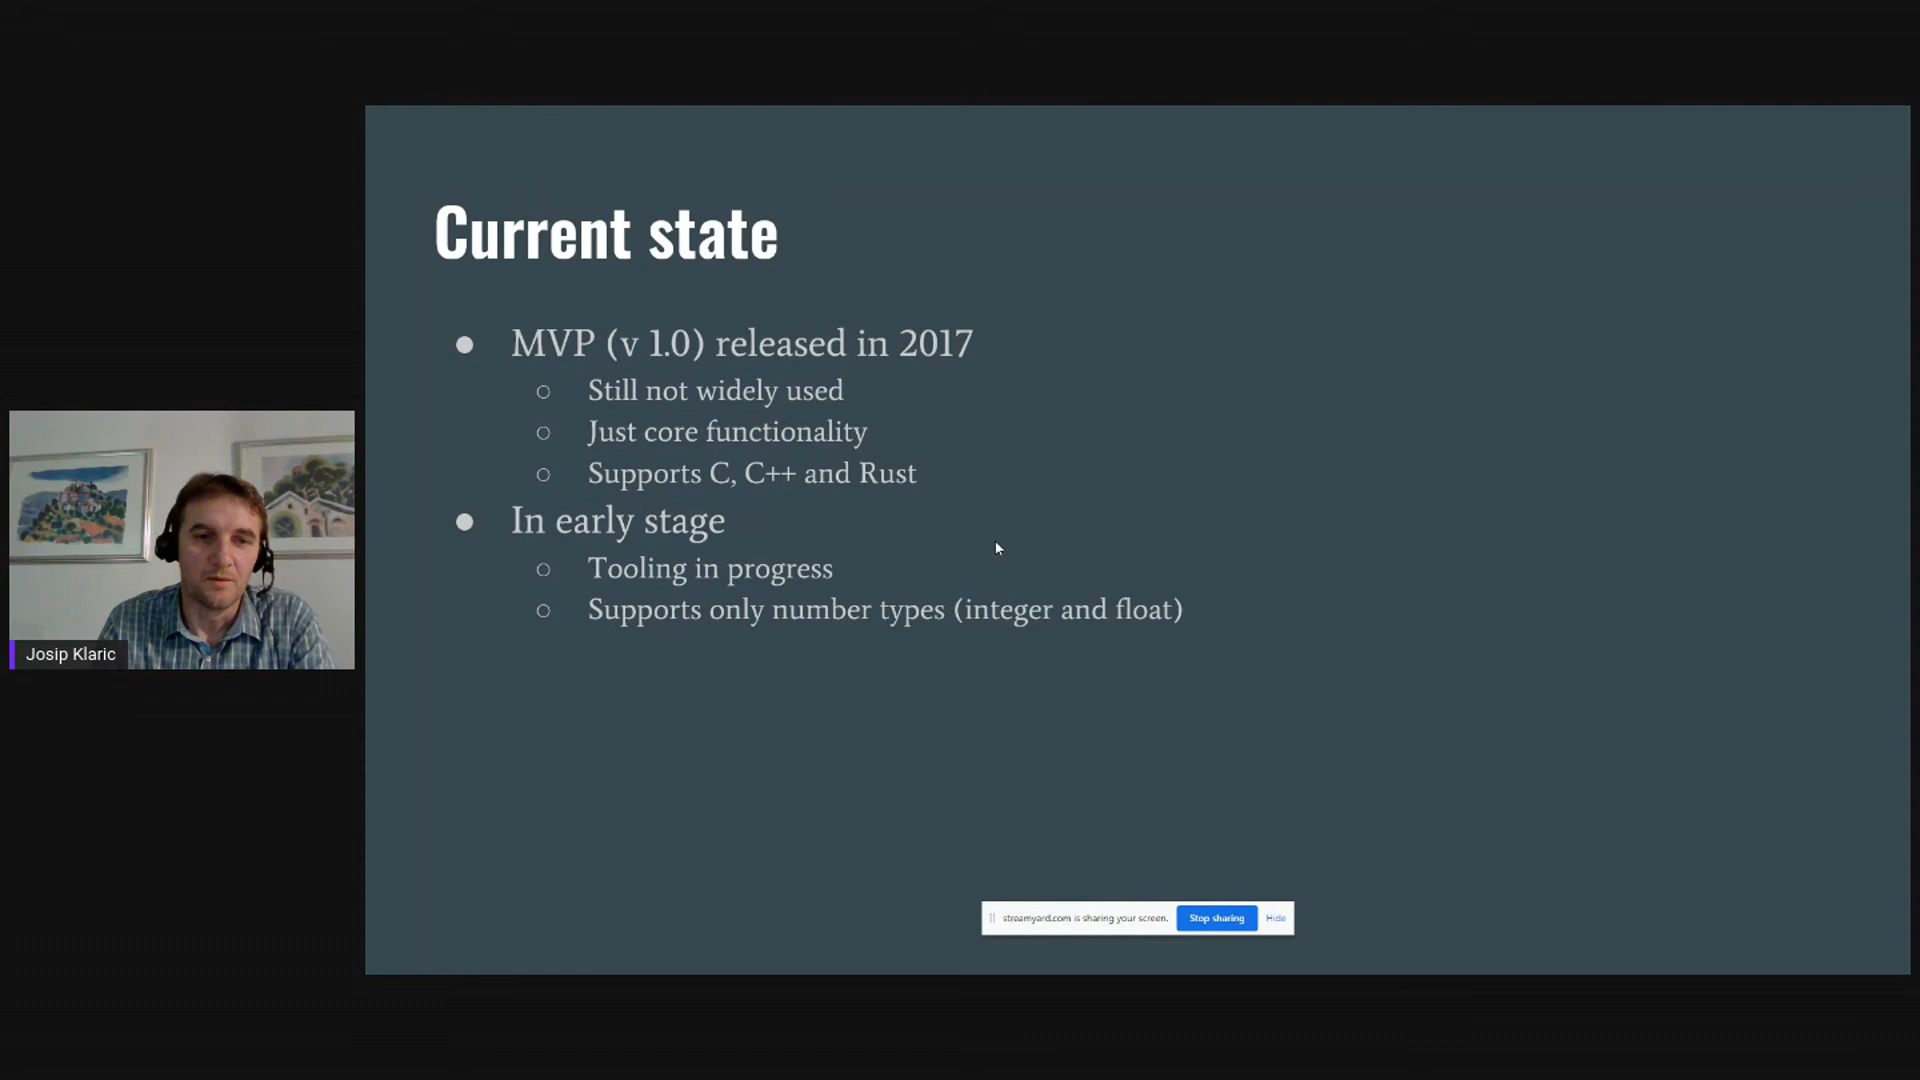 Current state
● MVP (v 1.0) released in 2017
○ Still not widely used
○ Just core functionality
○ Supports C, C++ and Rust
● In early stage
○ Tooling in progress
○ Supports only number types (integer and float)
Josip Klaric
streamyard.com is sharing your screen. Stop sharing Hide